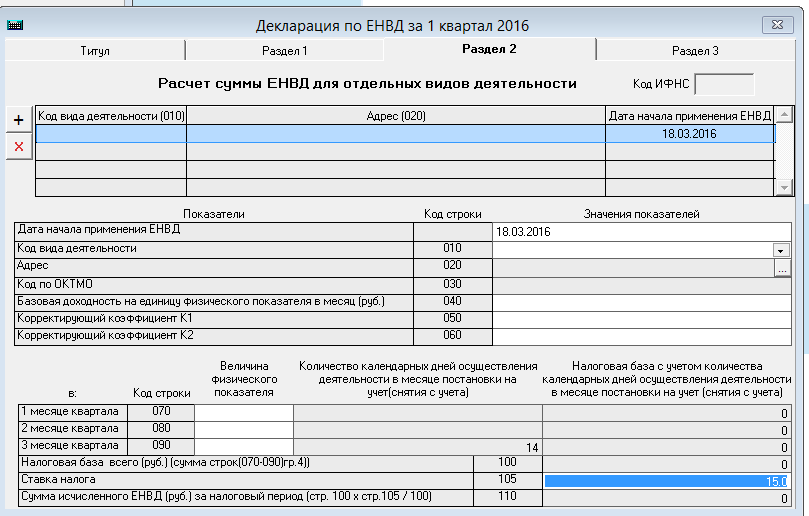 Декларация по ЕНВД за 1 квартал 2016
Титул
Раздел 1
Раздел 2
Раздел 3
Расчет суммы ЕНВД для отдельных видов деятельности
Код ИФНС
Код вида деятельности (010)
Адрес (020)
Дата начала применения ЕНВД
18.03.2016
Показатели
Код строки
Значения показателей
Дата начала применения ЕНВД
18.03.2016
Код вида деятельности 010
Адрес 020
...
Код по ОКТМО 030
Базовая доходность на единицу физического показателя в месяц (руб.) 040
Корректирующий коэффициент К1 050
Корректирующий коэффициент К2 060
в:
Код строки
Величина
физического
показателя
Количество календарных дней осуществления
деятельности в месяце постановки на
учет(снятия с учета)
Налоговая база с учетом количества
календарных дней осуществления деятельности
в месяце постановки на учет (снятия с учета)
1 месяце квартала 070 0
2 месяце квартала 080 0
3 месяце квартала 090 14 0
Налоговая база всего (руб.) (сумма строк(070-090)гр.4)) 100 0
Ставка налога 105 15.0
Сумма исчисленного ЕНВД (руб.) за налоговый период (стр. 100 x стр.105 / 100) 110 0